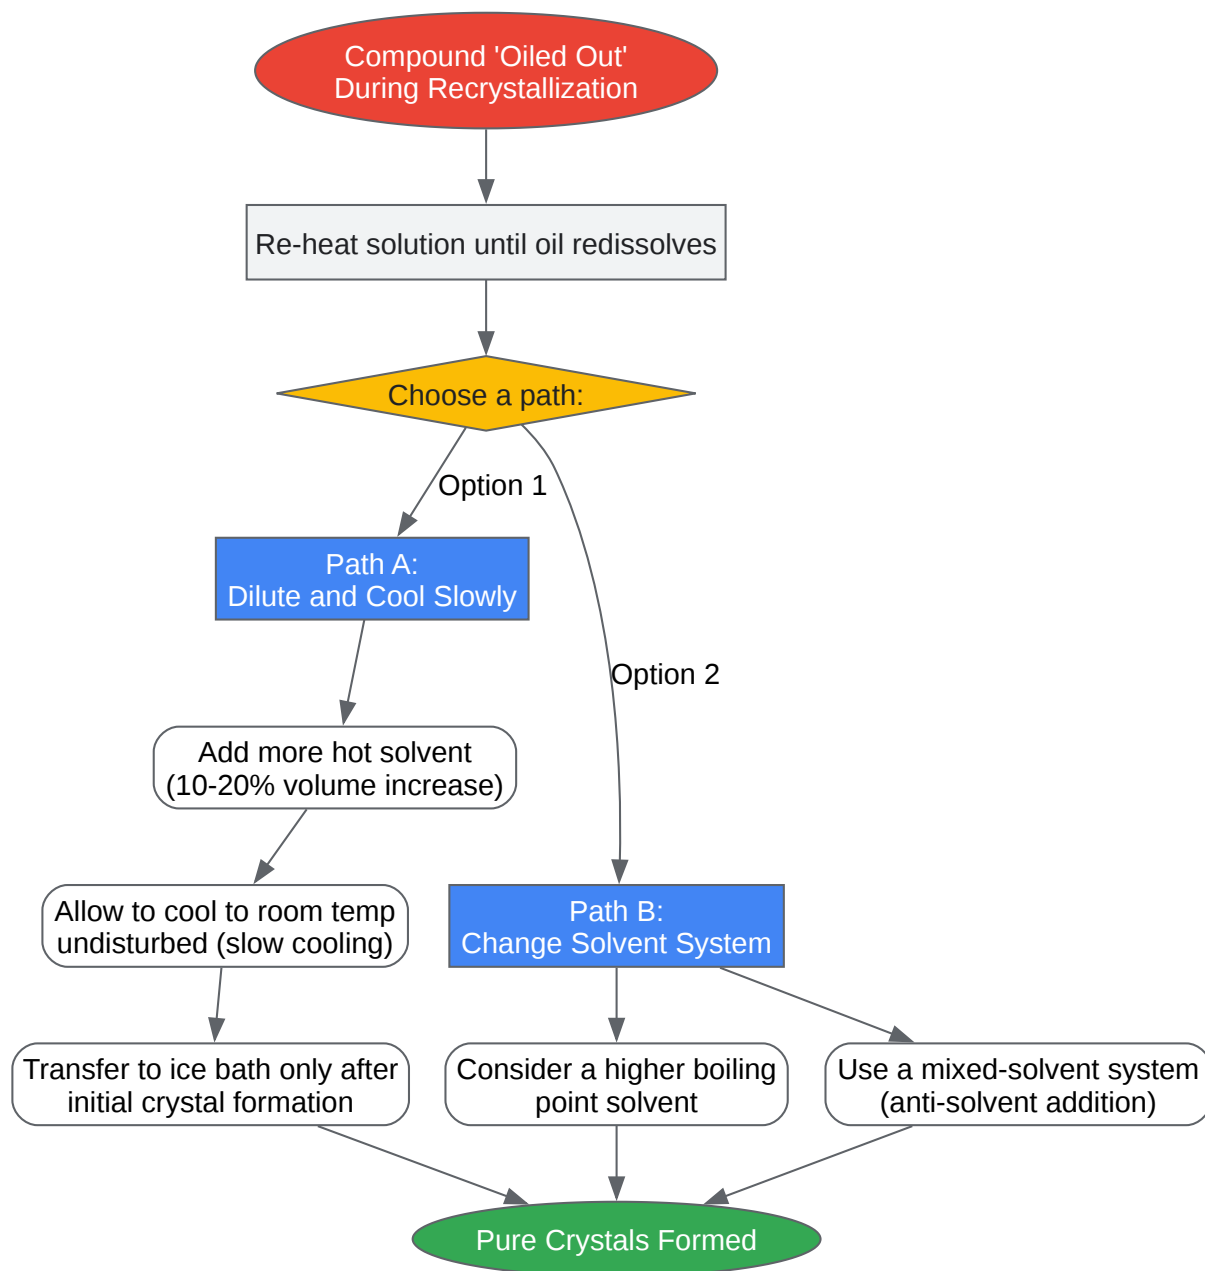 Compound 'Oiled Out'
During Recrystallization
Re-heat solution until oil redissolves
Choose a path:
Option 1
Path A:
Dilute and Cool Slowly
Option 2
Add more hot solvent
(10-20% volume increase)
Allow to cool to room temp
undisturbed (slow cooling)
Path B:
Change Solvent System
Transfer to ice bath only after
initial crystal formation
Consider a higher boiling
point solvent
Use a mixed-solvent system
(anti-solvent addition)
Pure Crystals Formed